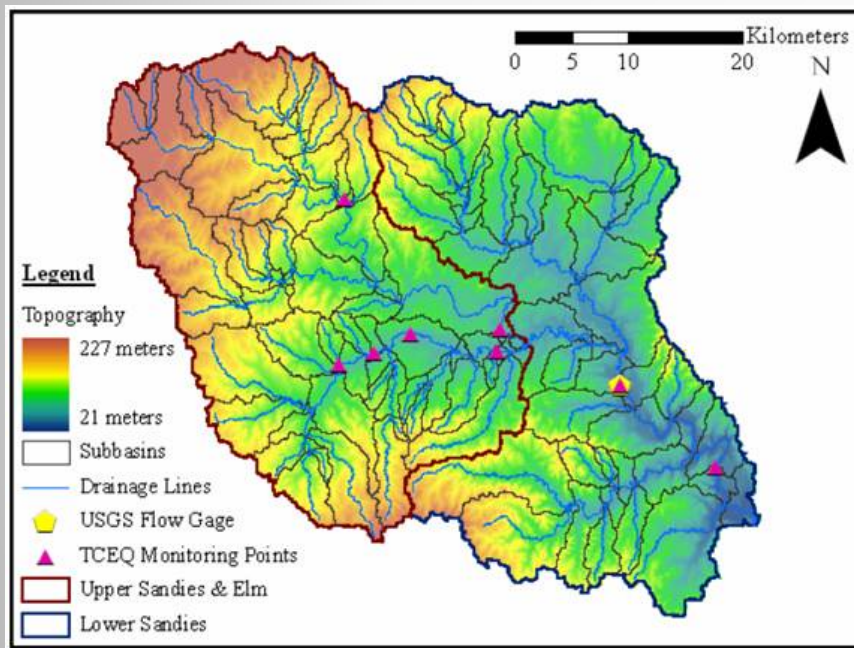 Kilometers
0 5 10 20
N
Legend
Topography
227 meters
21 meters
Subbasins
Drainage Lines
USGS Flow Gage
TCEQ Monitoring Points
Upper Sandies & Elm
Lower Sandies